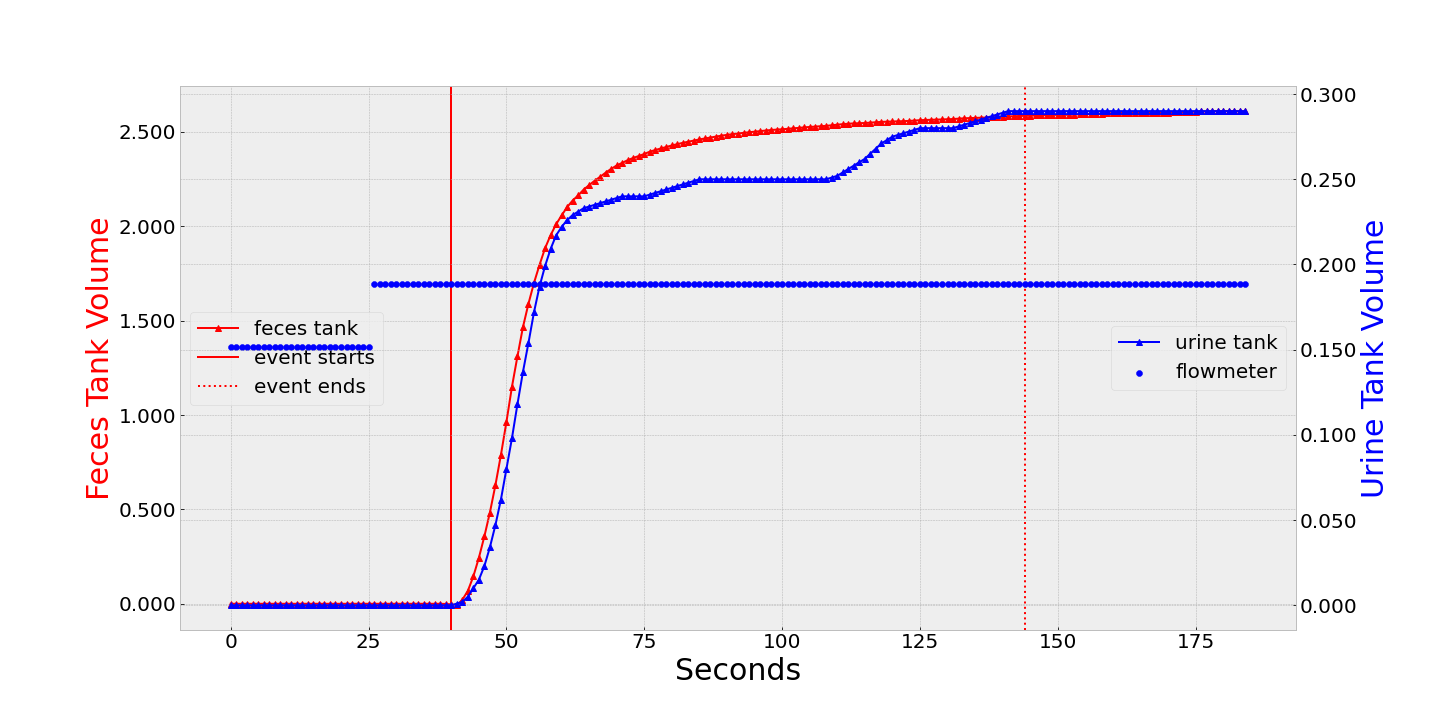 Feces Tank Volume
2.500
2.000
1.500
1.000
0.500
0.000
feces tank
event starts
event ends
urine tank
flowmeter
0.300
0.250
0.200
0.150
0.100
0.050
0.000
Urine Tank Volume
0 25 50 75 100 125 150 175
Seconds